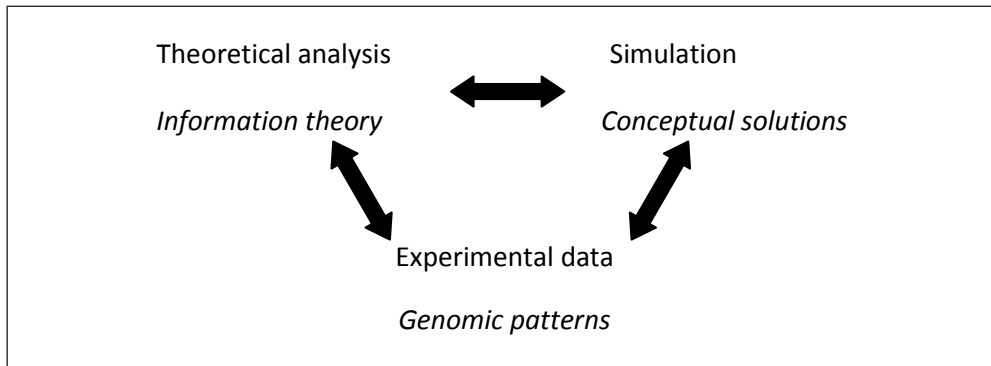 Theoretical analysis
Simulation
Information theory
Conceptual solutions
Experimental data
Genomic patterns